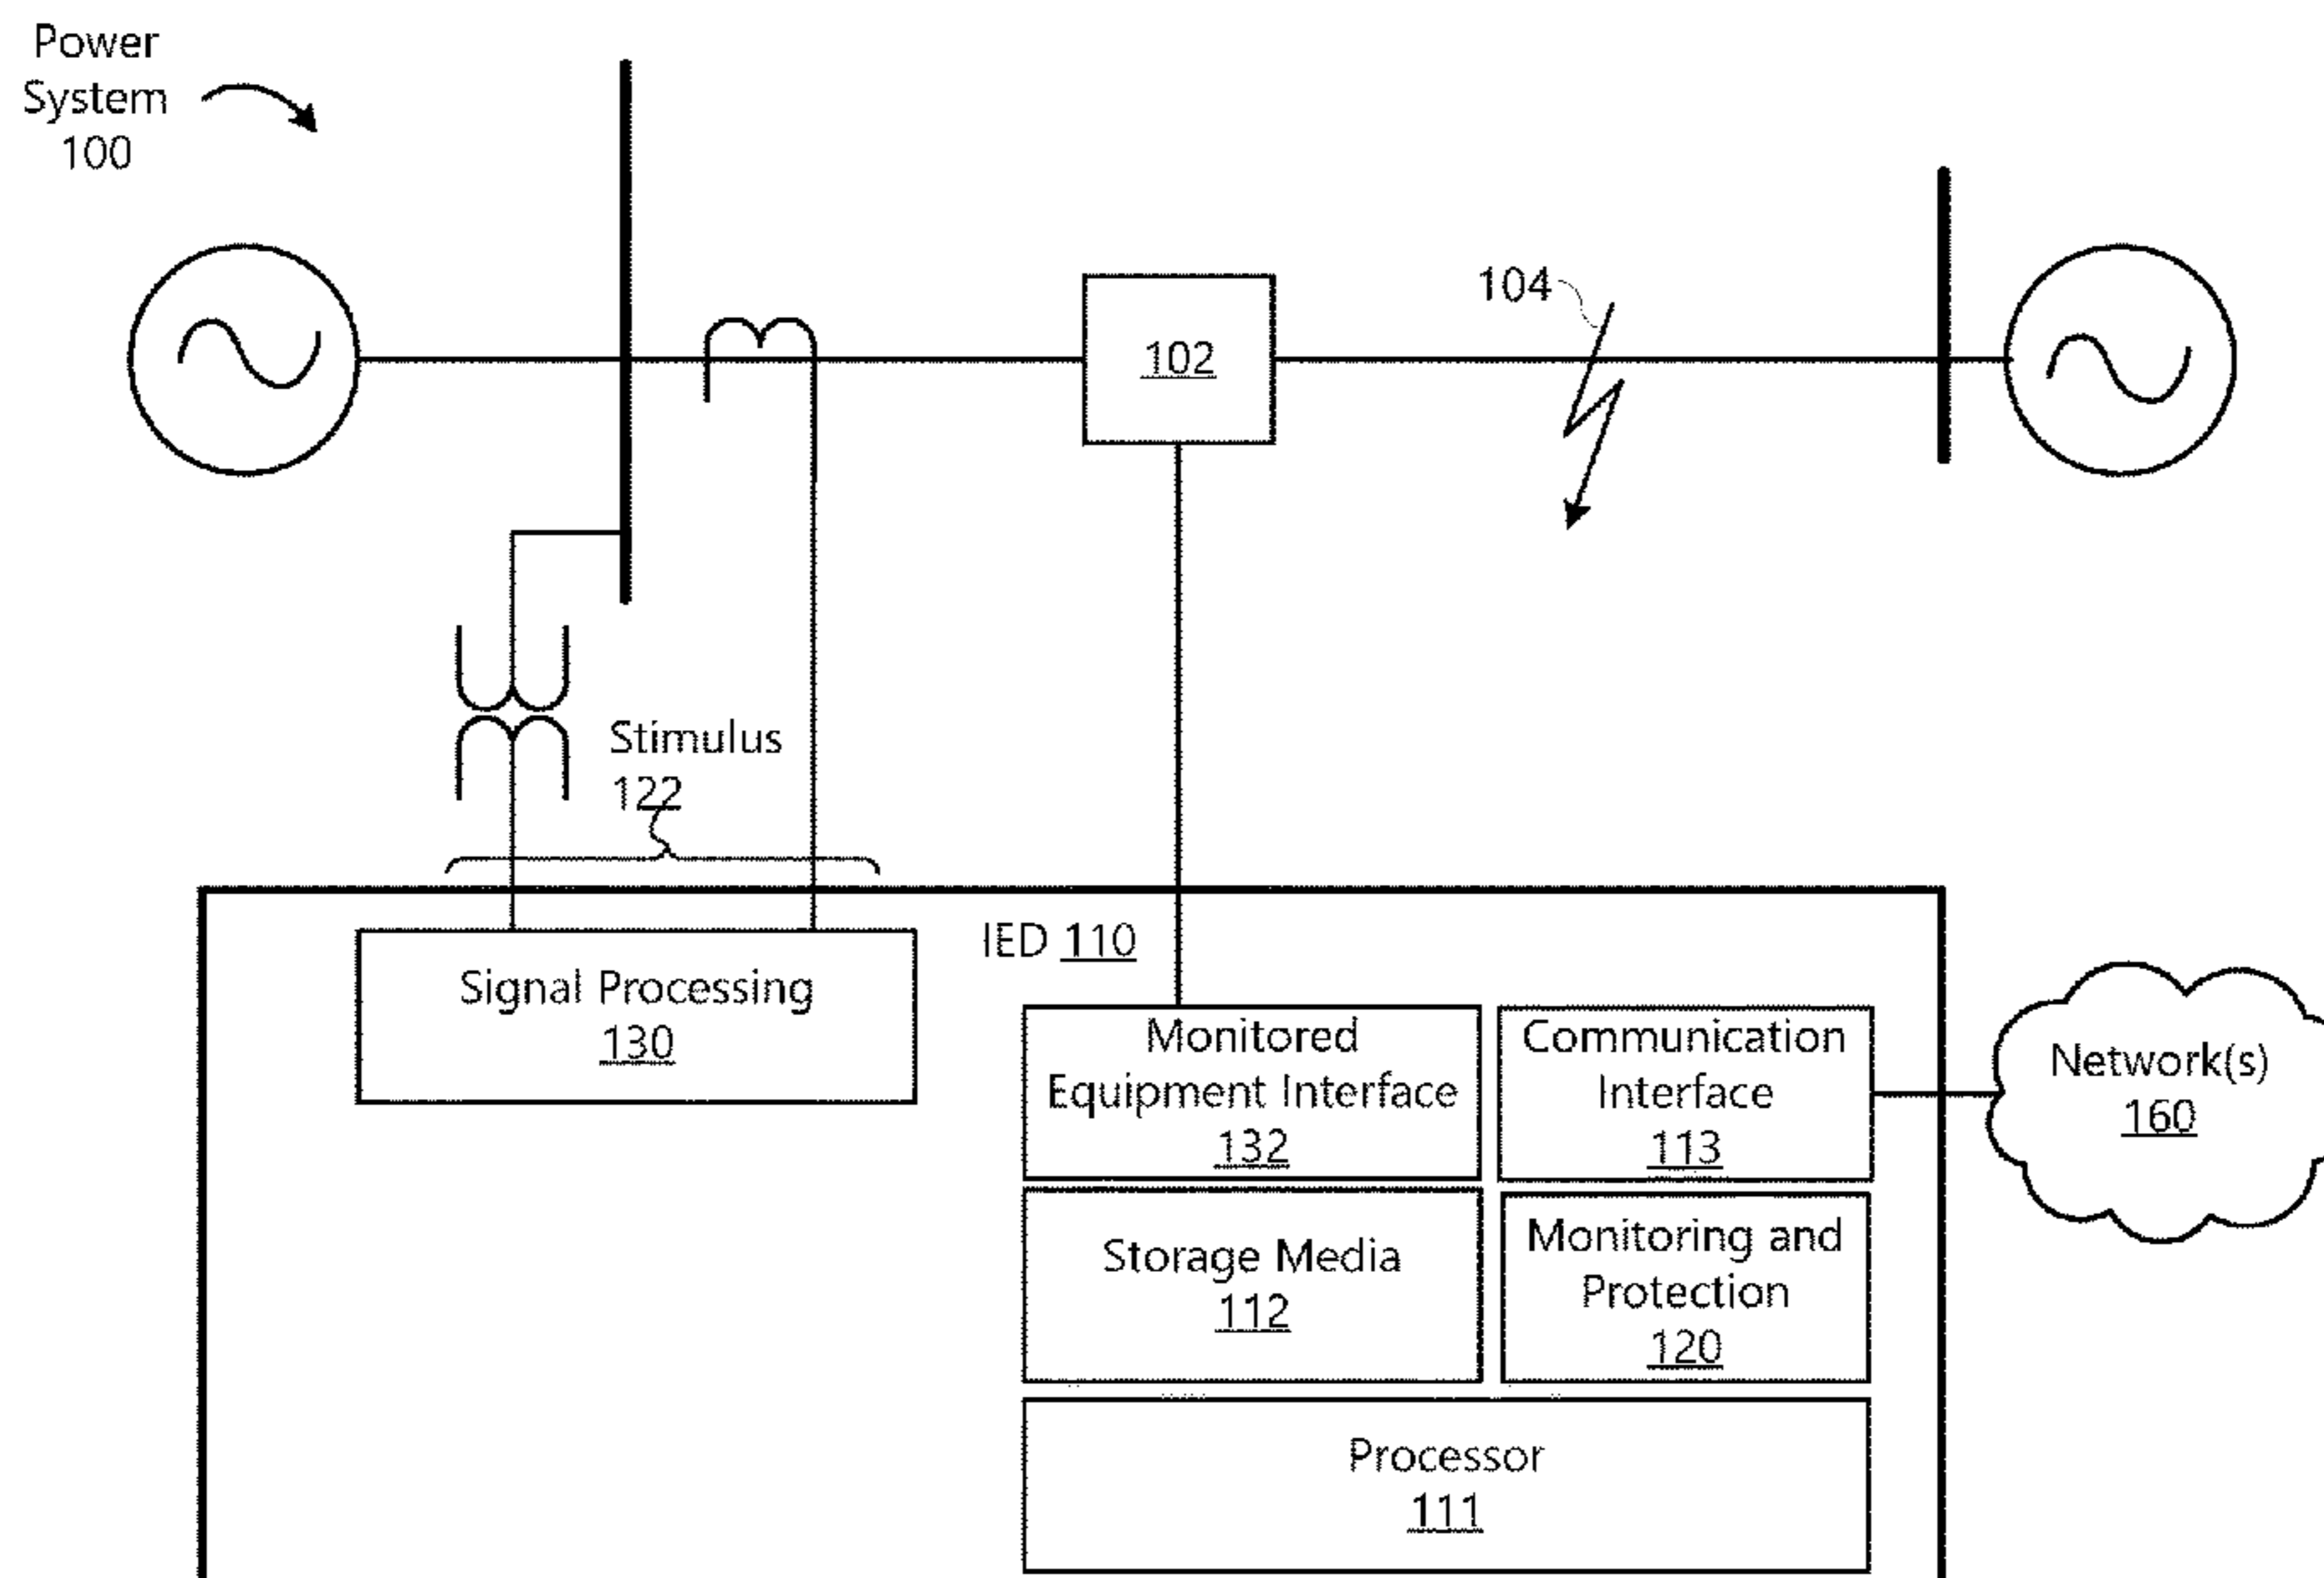 Power
System
100
104
102
Stimulus
122
IED 110
Signal Processing
130
Monitored
Equipment Interface
132
Communication
Interface
113
Network(s)
160
Storage Media
112
Monitoring and
Protection
120
Processor
111